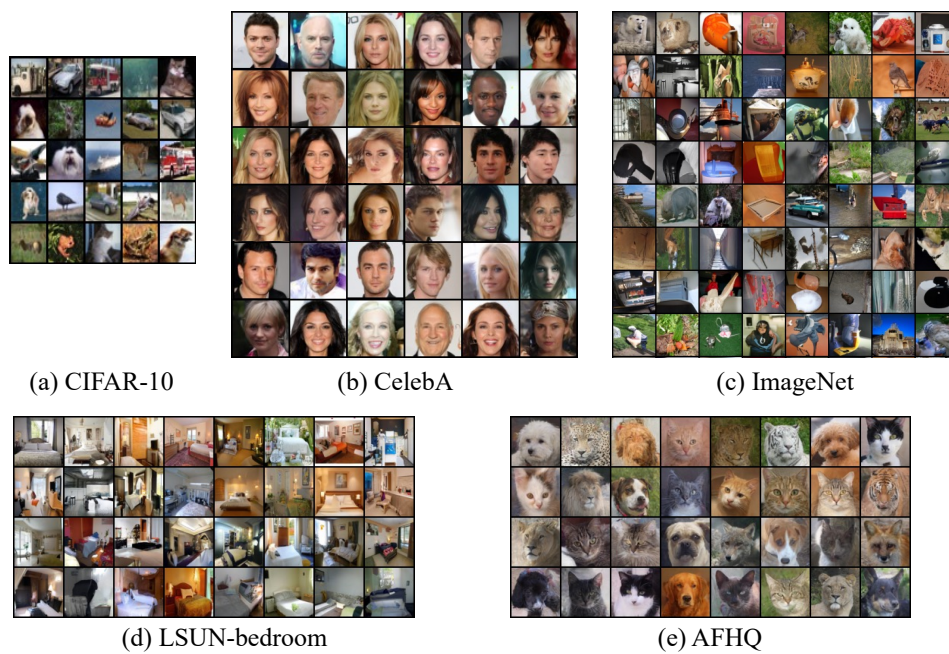 (a) CIFAR-10
(b) CelebA
(c) ImageNet
(d) LSUN-bedroom
(e) AFHQ